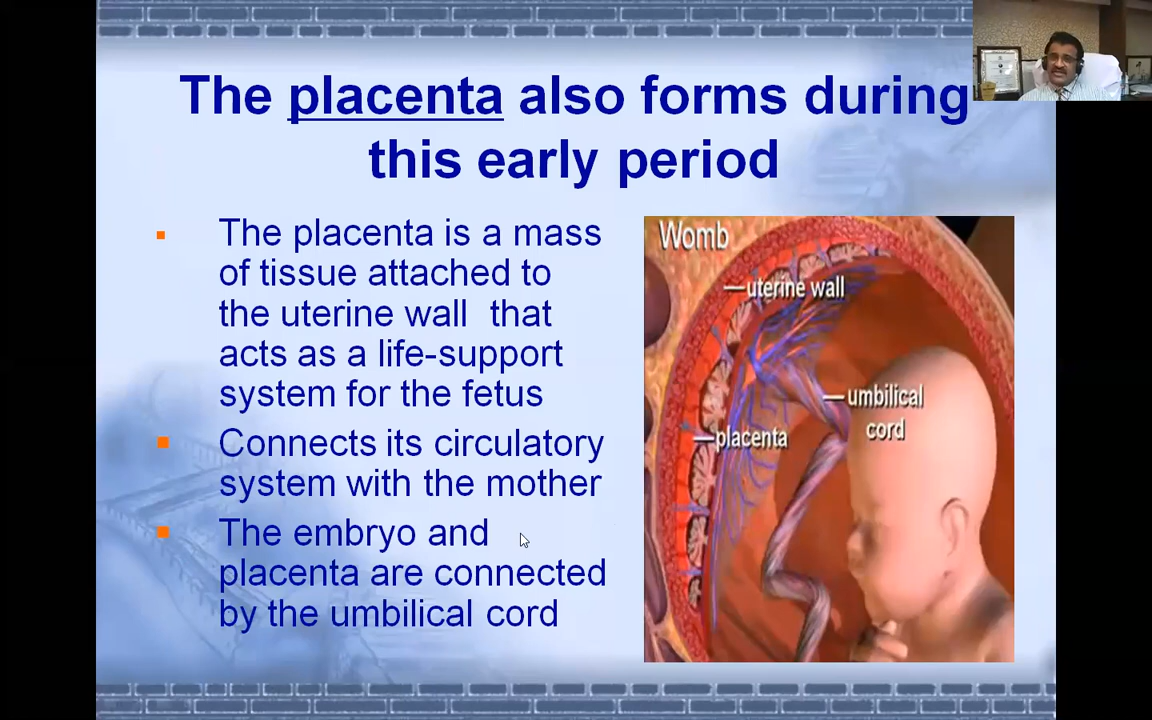 The placenta also forms during
this early period
The placenta is a mass
of tissue attached to
the uterine wall that
acts as a life-support
system for the fetus
Connects its circulatory
system with the mother
The embryo and
placenta are connected
by the umbilical cord
Womb
uterine wall
umbilical
cord
placenta